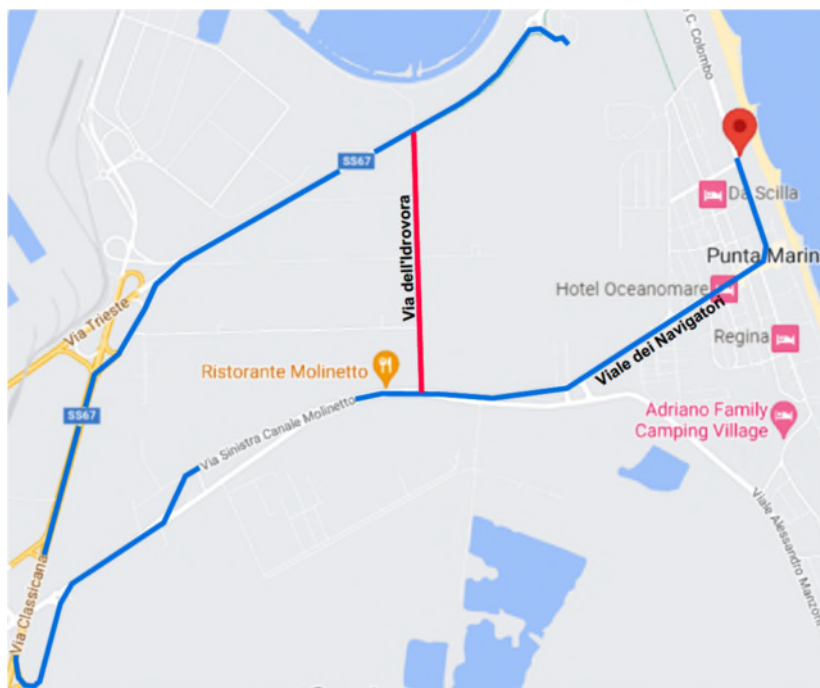 C. Colombo
SS67
Da Scilla
Via dell'Idrovora
Punta Marin
Hotel Oceanomare
Viale dei Navigatori
Via Trieste
Regina
Ristorante Molinetto
SS67
Adriano Family
Camping Village
Via Sinistra Canale Molinetto
Viale Alessandro Manzoni
Via Classicana